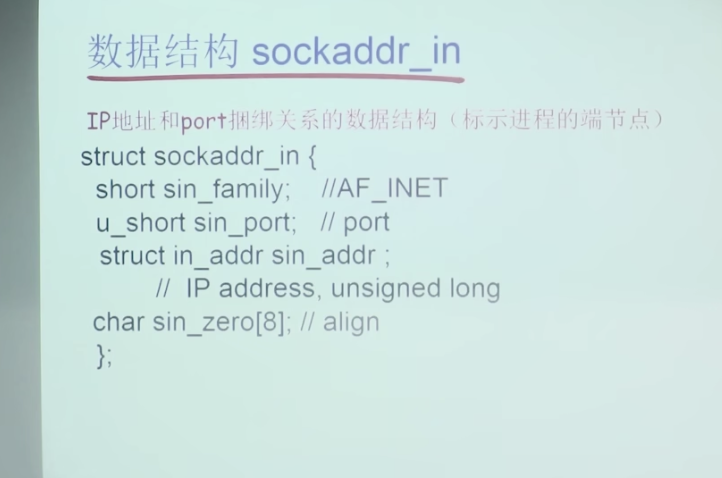 数据结构 sockaddr_in
IP地址和port捆绑关系的数据结构（标示进程的端节点）
struct sockaddr_in {
short sin_family; //AF_INET
u_short sin_port; // port
struct in_addr sin_addr ;
// IP address, unsigned long
char sin_zero[8]; // align
};